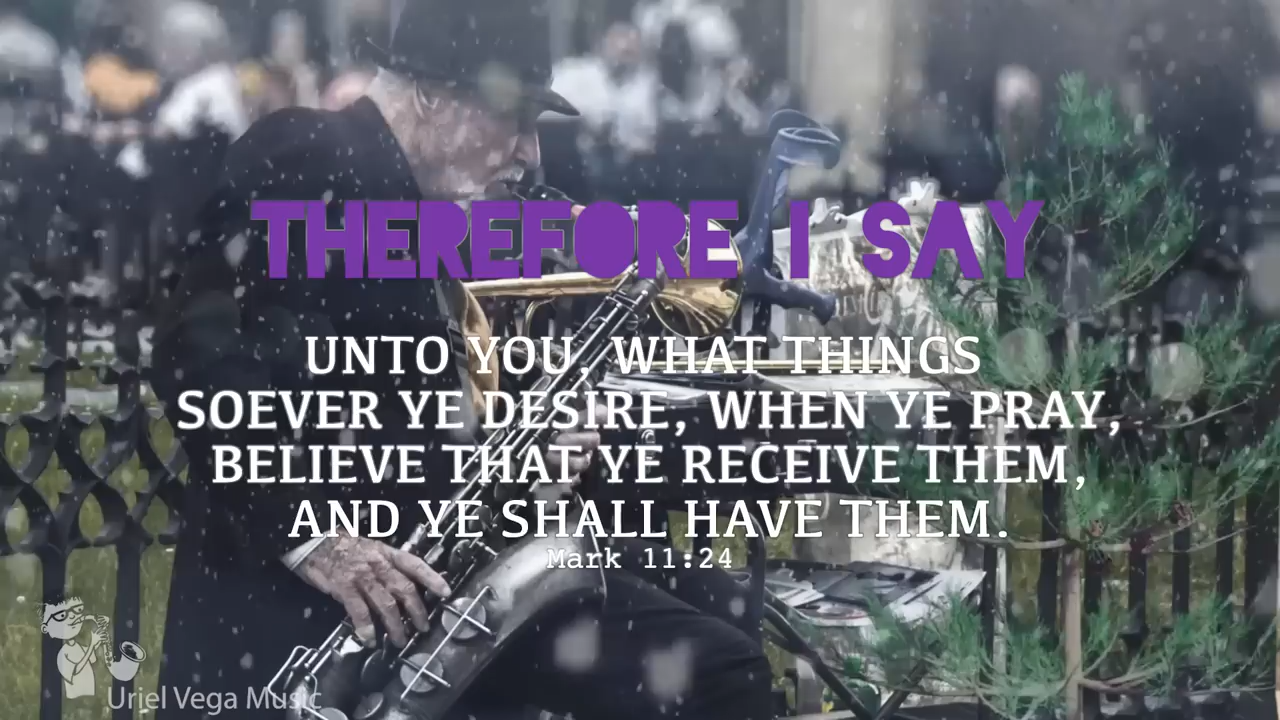 THEREFORE I SAY
UNTO YOU, WHAT THINGS
SOEVER YE DESIRE, WHEN YE PRAY,
BELIEVE THAT YE RECEIVE THEM,
AND YE SHALL HAVE THEM.
Mark 11:24
Uriel Vega Music